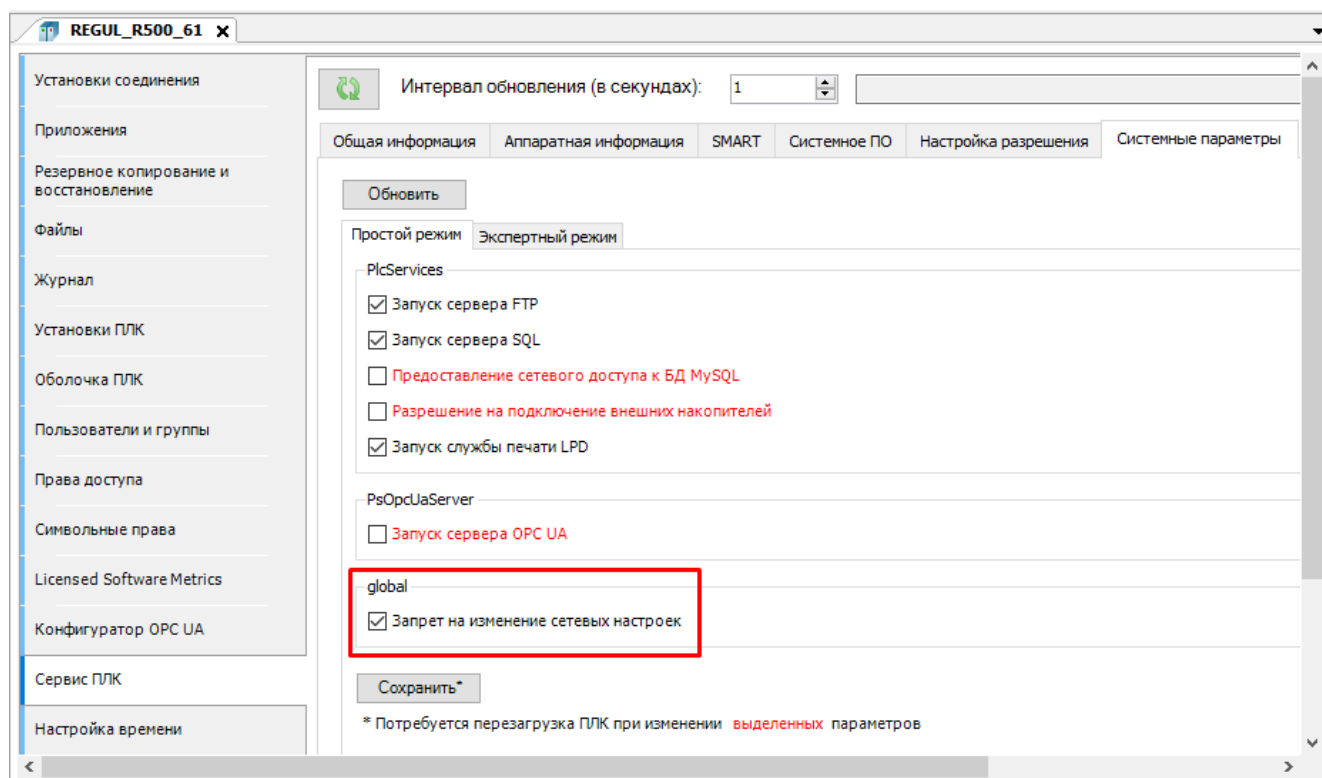 REGUL_R500_61
Установки соединения
Приложения
Резервное копирование и
восстановление
Файлы
Журнал
Установки ПЛК
Оболочка ПЛК
Пользователи и группы
Права доступа
Символьные права
Licensed Software Metrics
Конфигуратор OPC UA
Сервис ПЛК
Настройка времени
Интервал обновления (в секундах): 1
Общая информация Аппаратная информация SMART Системное ПО Настройка разрешения Системные параметры
Обновить
Простой режим Экспертный режим
PlcServices
Запуск сервера FTP
Запуск сервера SQL
Предоставление сетевого доступа к БД MySQL
Разрешение на подключение внешних накопителей
Запуск службы печати LPD
PsOpcUaServer
Запуск сервера OPC UA
global
Запрет на изменение сетевых настроек
Сохранить*
* Потребуется перезагрузка ПЛК при изменении выделенных параметров